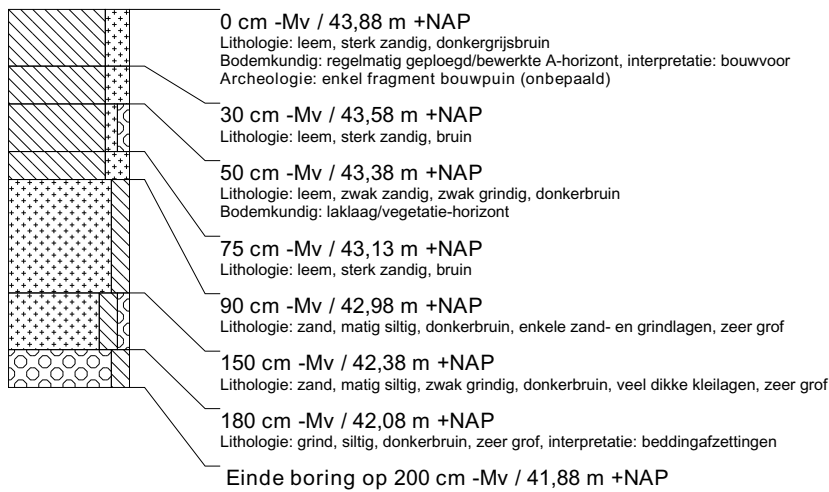 0 cm -Mv / 43,88 m +NAP
Lithologie: leem, sterk zandig, donkergrijsbruin
Bodemkundig: regelmatig geploegd/bewerkte A-horizont, interpretatie: bouwvoor
Archeologie: enkel fragment bouwpuin (onbepaald)
30 cm -Mv / 43,58 m +NAP
Lithologie: leem, sterk zandig, bruin
50 cm -Mv / 43,38 m +NAP
Lithologie: leem, zwak zandig, zwak grindig, donkerbruin
Bodemkundig: laklaag/vegetatie-horizont
75 cm -Mv / 43,13 m +NAP
Lithologie: leem, sterk zandig, bruin
90 cm -Mv / 42,98 m +NAP
Lithologie: zand, matig siltig, donkerbruin, enkele zand- en grindlagen, zeer grof
150 cm -Mv / 42,38 m +NAP
Lithologie: zand, matig siltig, zwak grindig, donkerbruin, veel dikke kleilagen, zeer grof
180 cm -Mv / 42,08 m +NAP
Lithologie: grind, siltig, donkerbruin, zeer grof, interpretatie: beddingafzettingen
Einde boring op 200 cm -Mv / 41,88 m +NAP